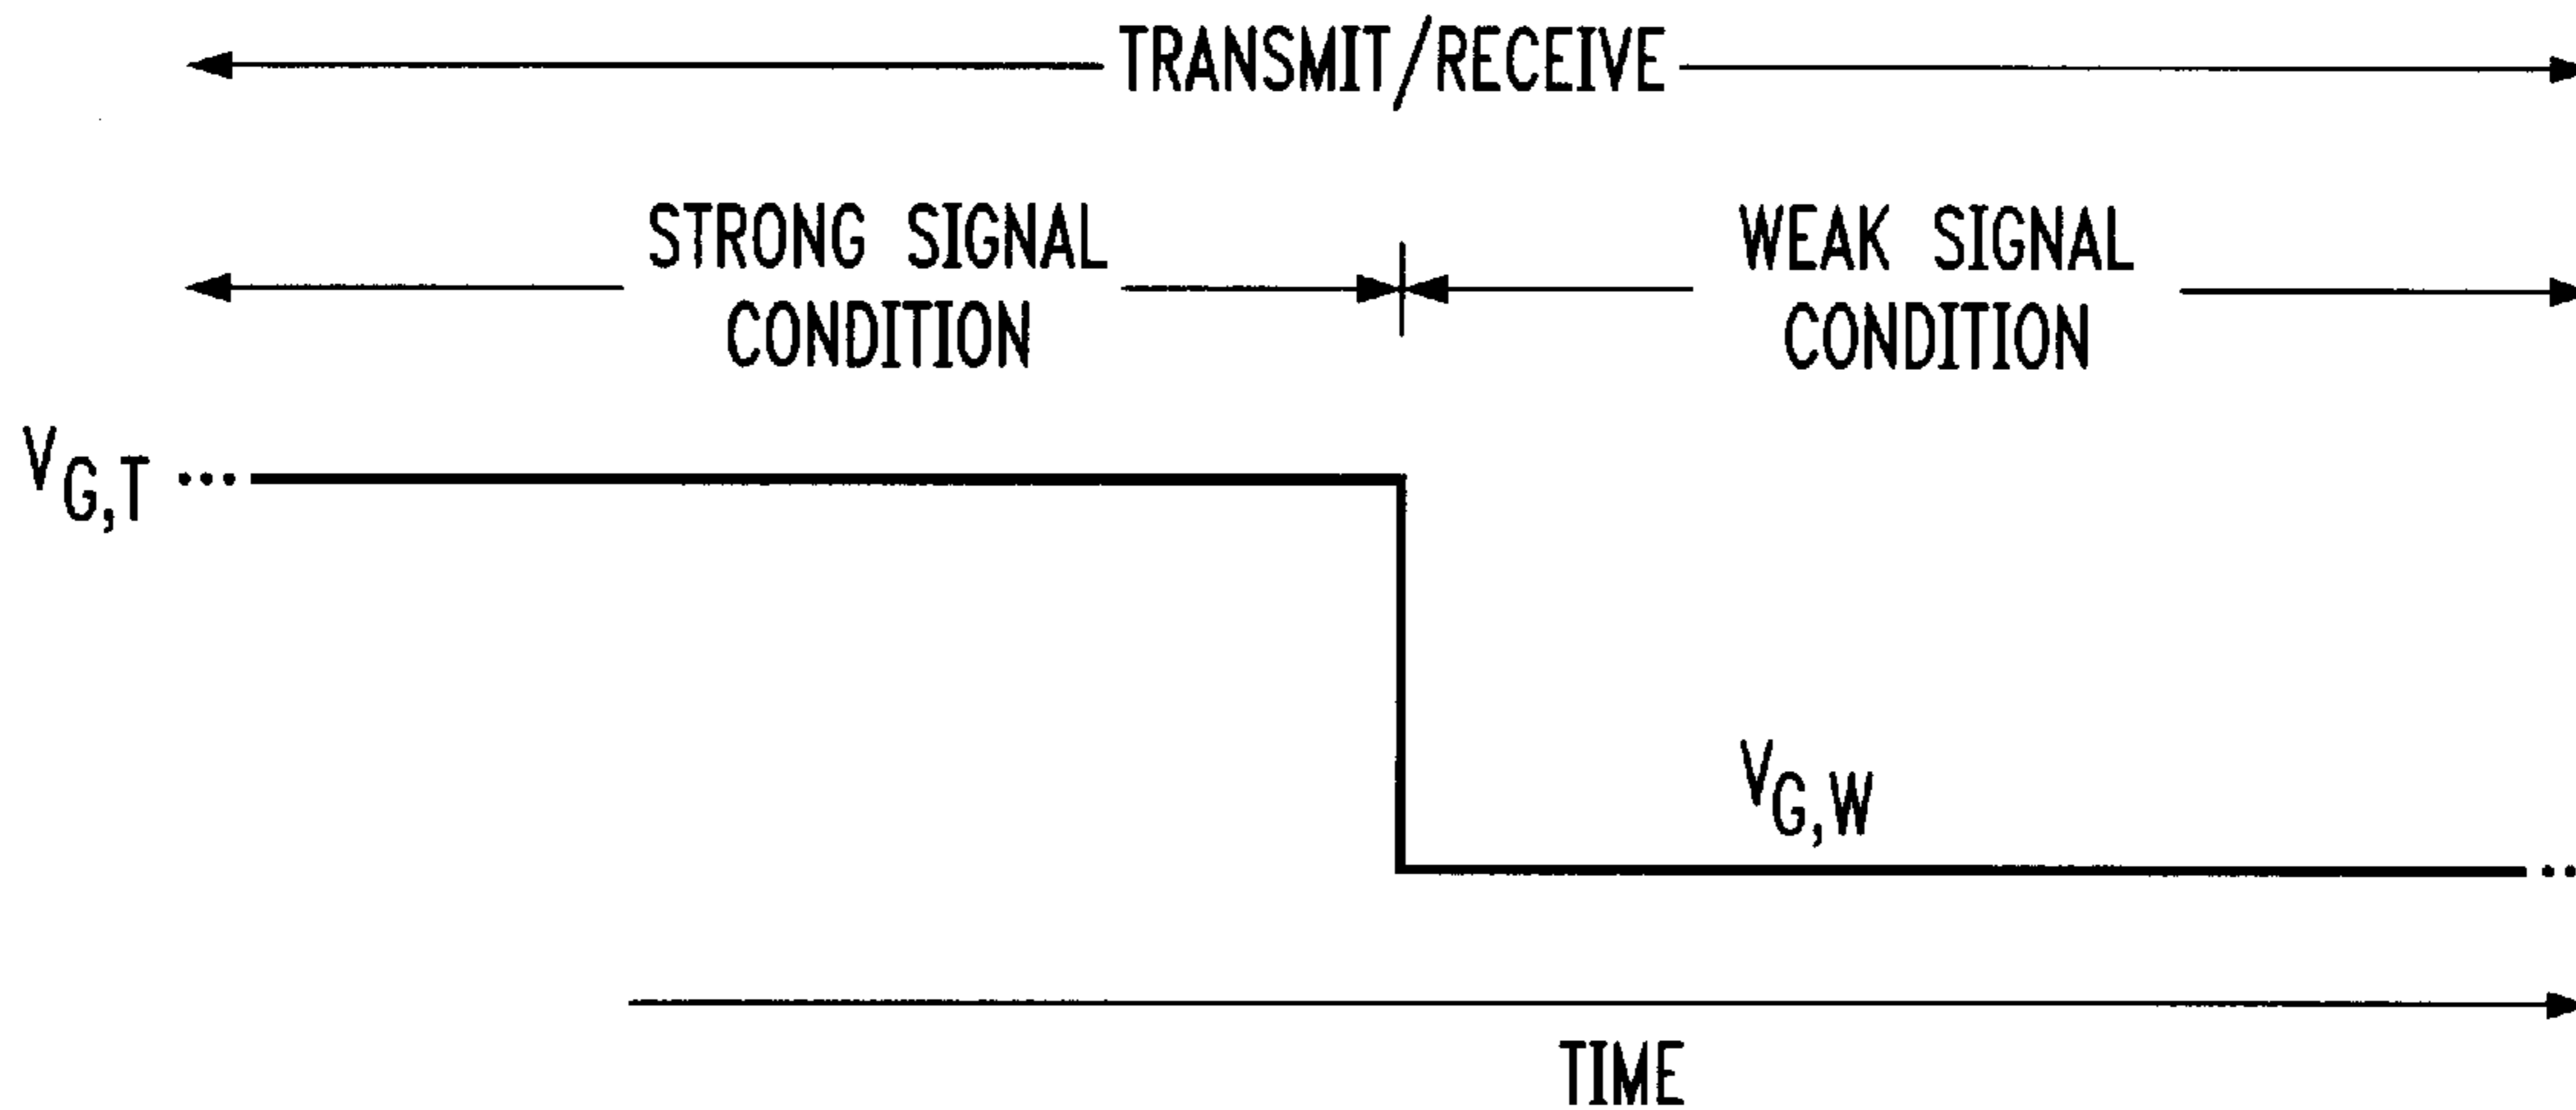 TRANSMIT/RECEIVE
STRONG SIGNAL
CONDITION
WEAK SIGNAL
CONDITION
VG,T ...
VG,W
TIME